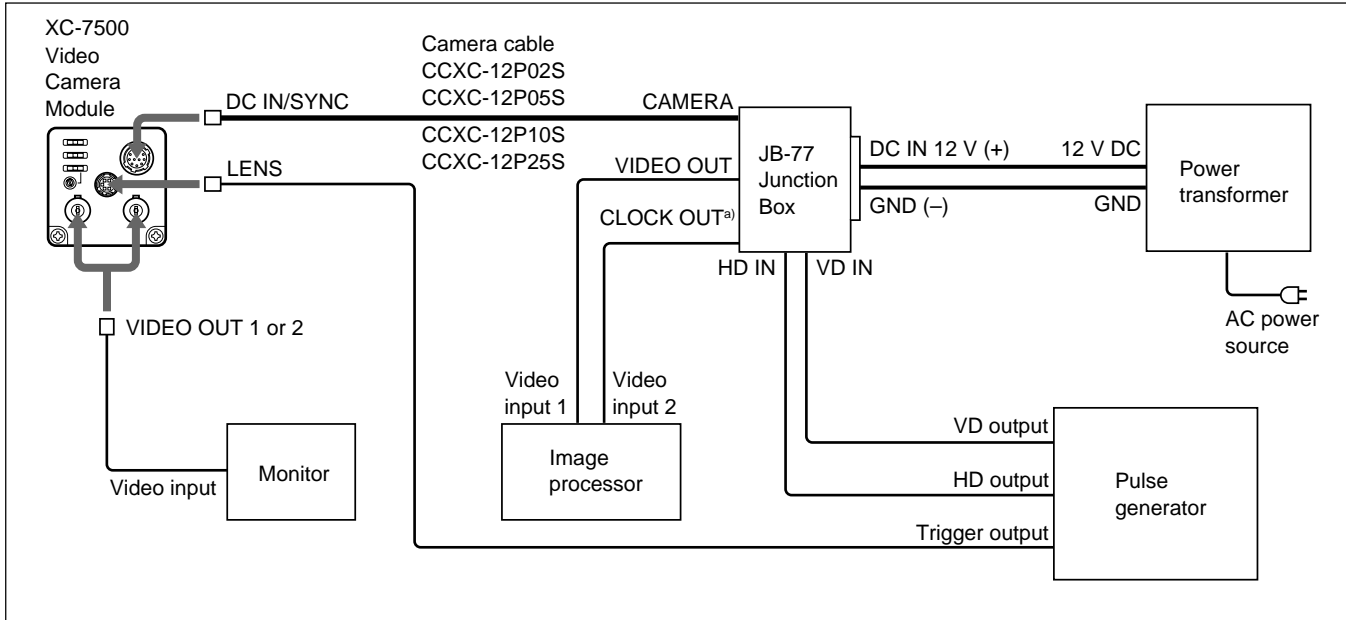 XC-7500
Video
Camera
Module
DC IN/SYNC
LENS
VIDEO OUT 1 or 2
Video input
Monitor
Camera cable
CCXC-12P02S
CCXC-12P05S
CCXC-12P10S
CCXC-12P25S
CAMERA
VIDEO OUT
CLOCK OUTa)
HD IN
VD IN
JB-77
Junction
Box
DC IN 12 V (+)
GND (–)
12 V DC
GND
Power
transformer
AC power
source
Video
input 1
Video
input 2
Image
processor
VD output
HD output
Trigger output
Pulse
generator